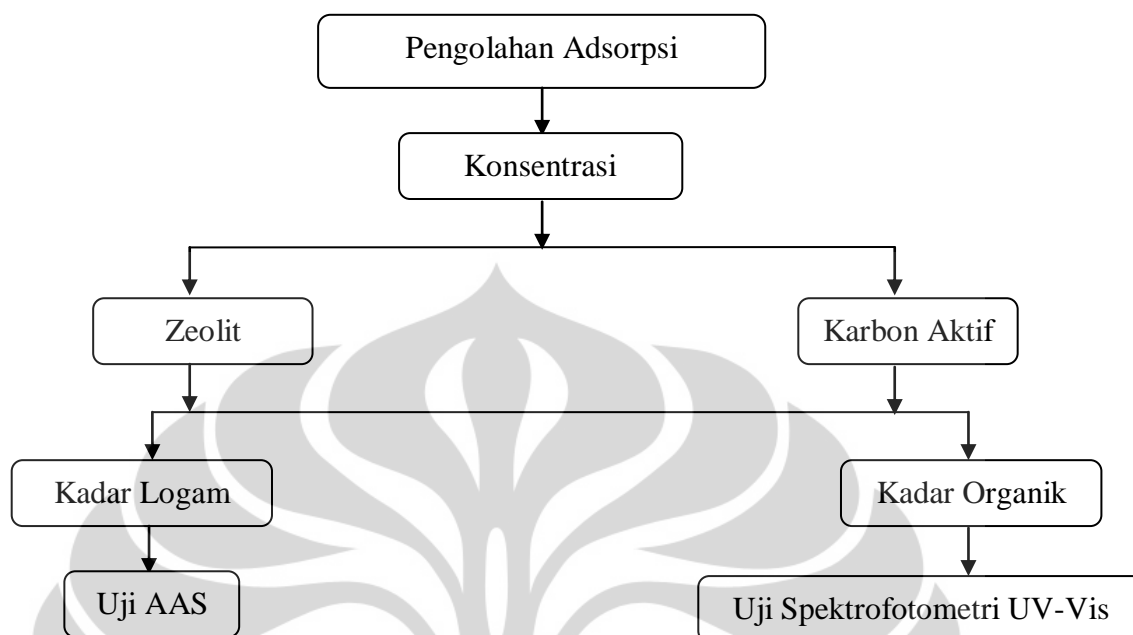 Pengolahan Adsorpsi
Konsentrasi
Zeolit
Karbon Aktif
Kadar Logam
Kadar Organik
Uji AAS
Uji Spektrofotometri UV-Vis